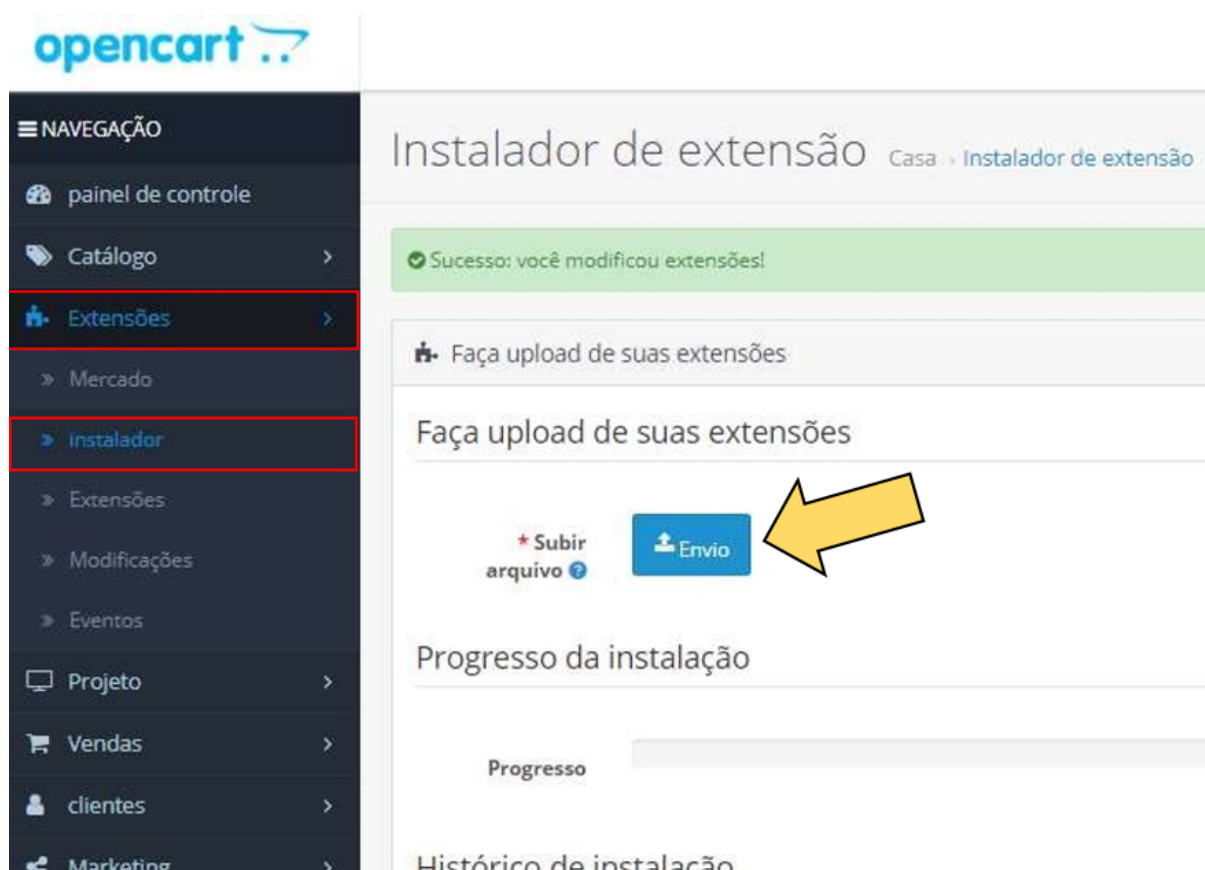 opencart
NAVEGAÇÃO
painel de controle
Catálogo
Extensões
Mercado
instalador
Extensões
Modificações
Eventos
Projeto
Vendas
clientes
Marketing
Instalador de extensão Casa › Instalador de extensão
Sucesso: você modificou extensões!
Faça upload de suas extensões
Faça upload de suas extensões
* Subir
arquivo ?
Envio
Progresso da instalação
Progresso
Histórico de instalação